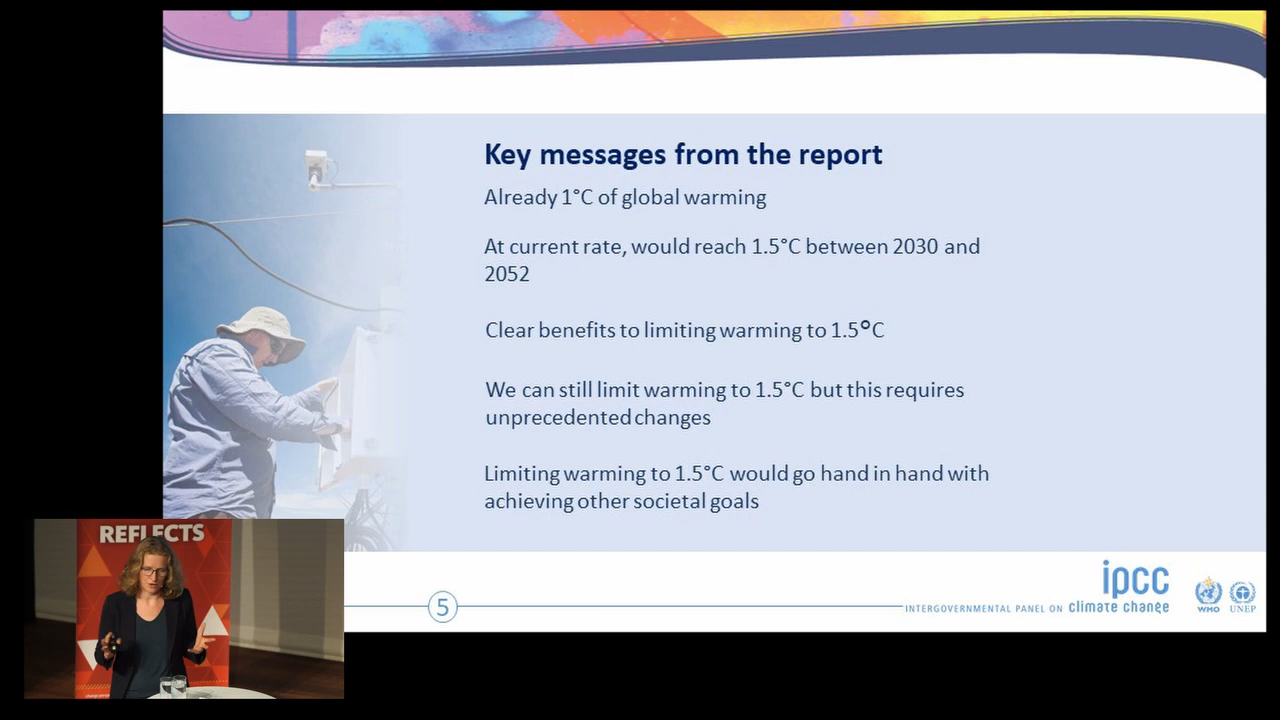 Key messages from the report
Already 1°C of global warming
At current rate, would reach 1.5°C between 2030 and
2052
Clear benefits to limiting warming to 1.5°C
We can still limit warming to 1.5°C but this requires
unprecedented changes
Limiting warming to 1.5°C would go hand in hand with
achieving other societal goals
REFLECTS
5
ipcc
INTERGOVERNMENTAL PANEL ON climate change
WMO
UNEP